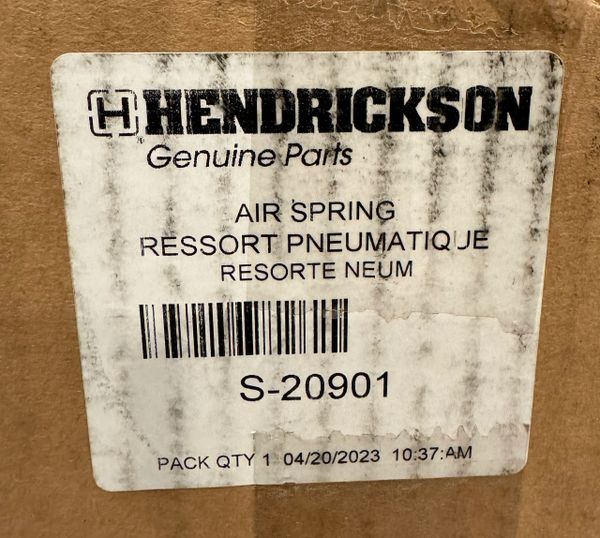 H HENDRICKSON
Genuine Parts
AIR SPRING
RESSORT PNEUMATIQUE
RESORTE NEUM
S-20901
PACK QTY 1 04/20/2023 10:37:AM